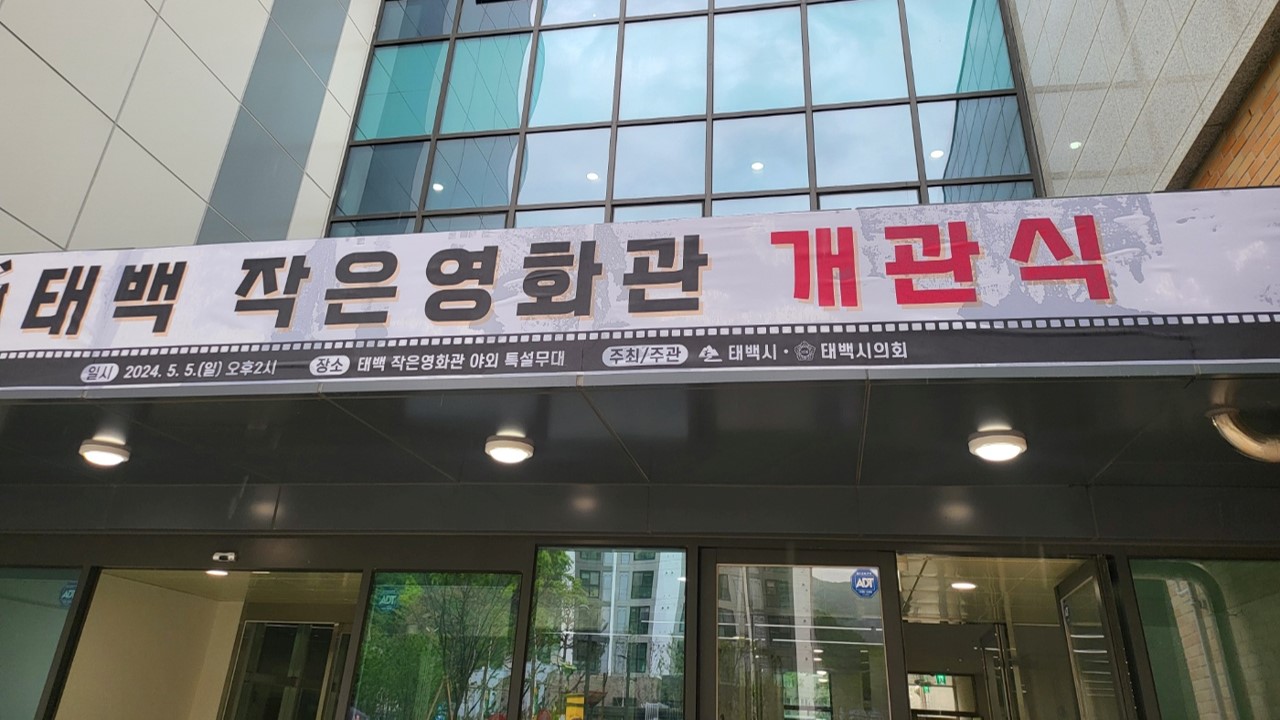 태백 작은영화관 개관식
일시 2024. 5. 5.(일) 오후2시 장소 태백 작은영화관 야외 특설무대 주최/주관 태백시 · 태백시의회
ADT
ADT